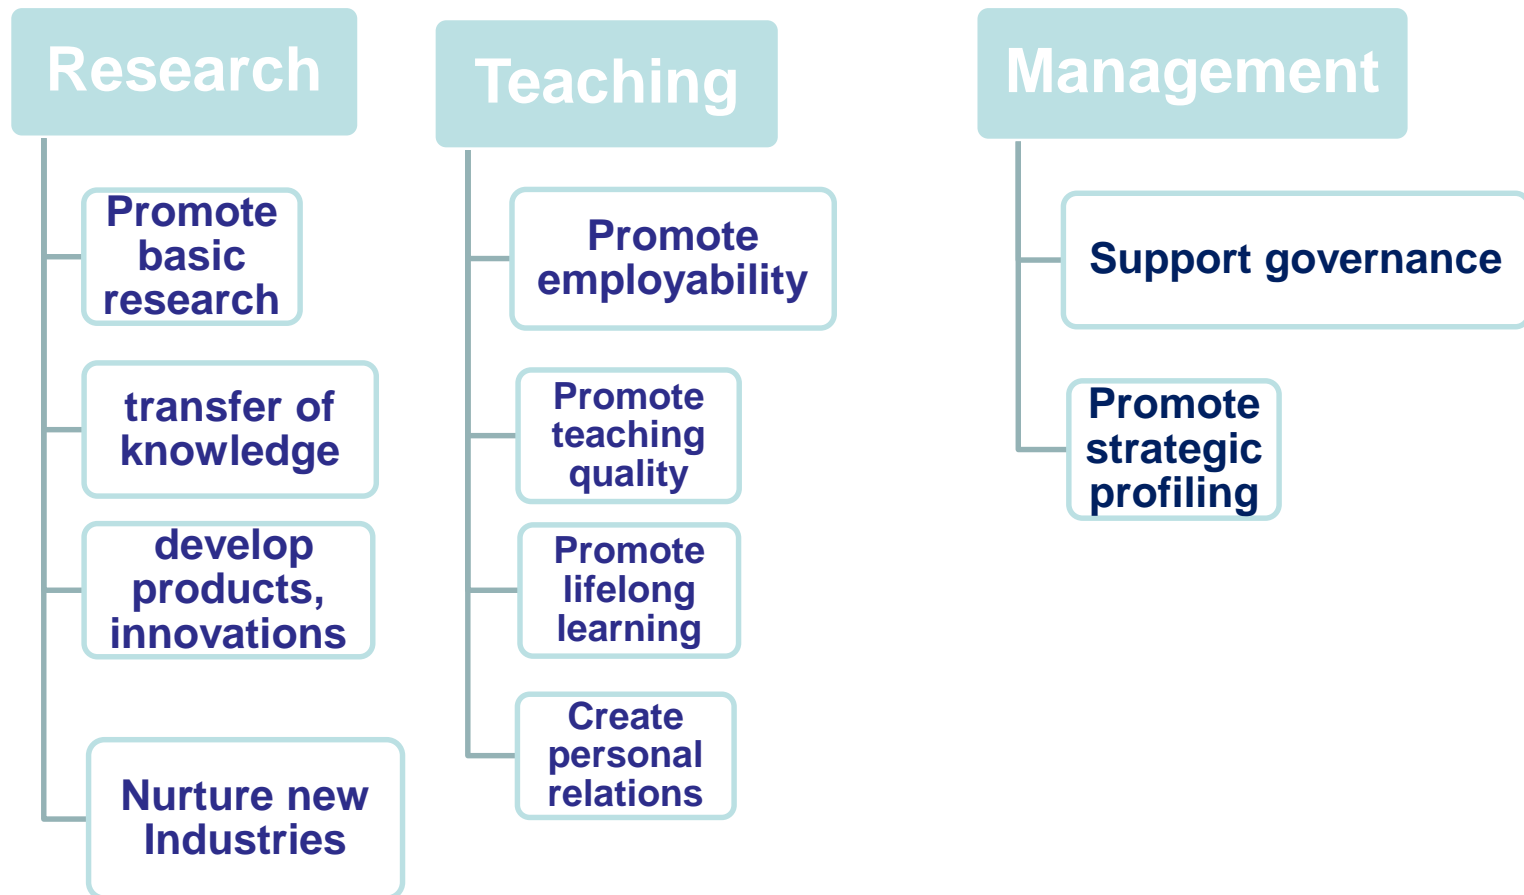 Research
Promote
basic
research
transfer of
knowledge
develop
products,
innovations
Nurture new
Industries
Teaching
Promote
employability
Promote
teaching
quality
Promote
lifelong
learning
Create
personal
relations
Management
Support governance
Promote
strategic
profiling